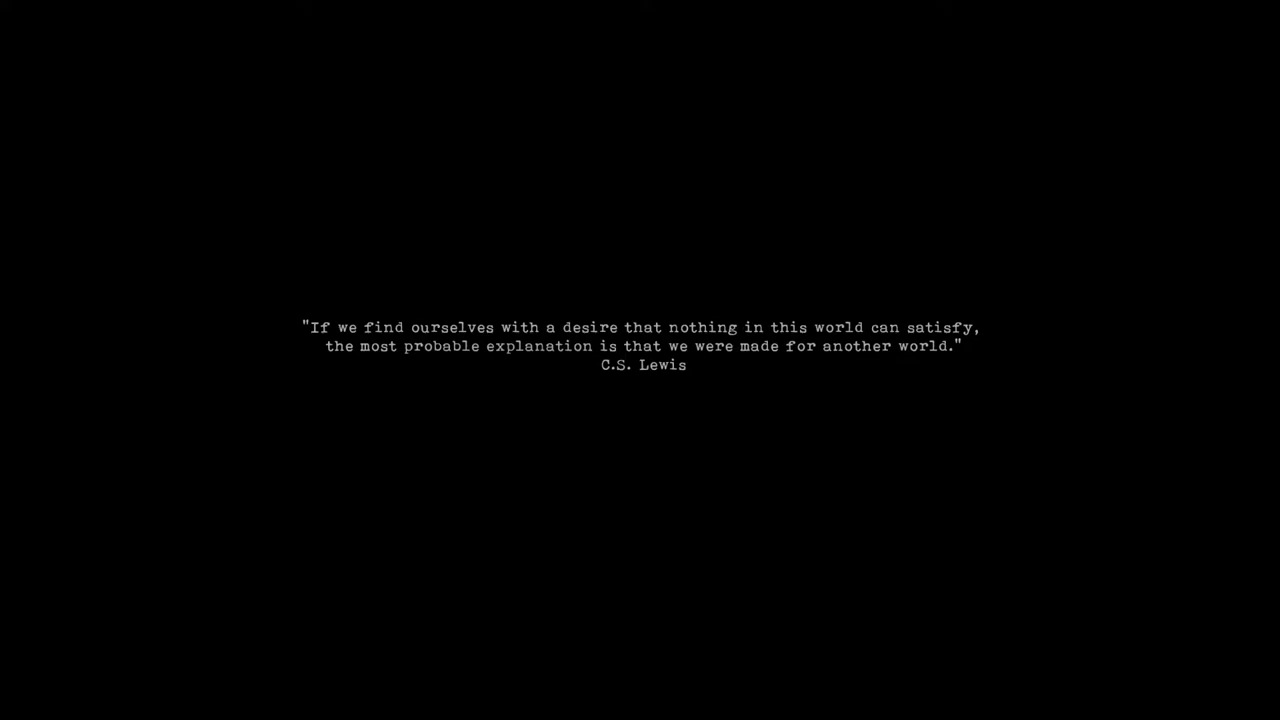 "If we find ourselves with a desire that nothing in this world can satisfy,
the most probable explanation is that we were made for another world."
C.S. Lewis